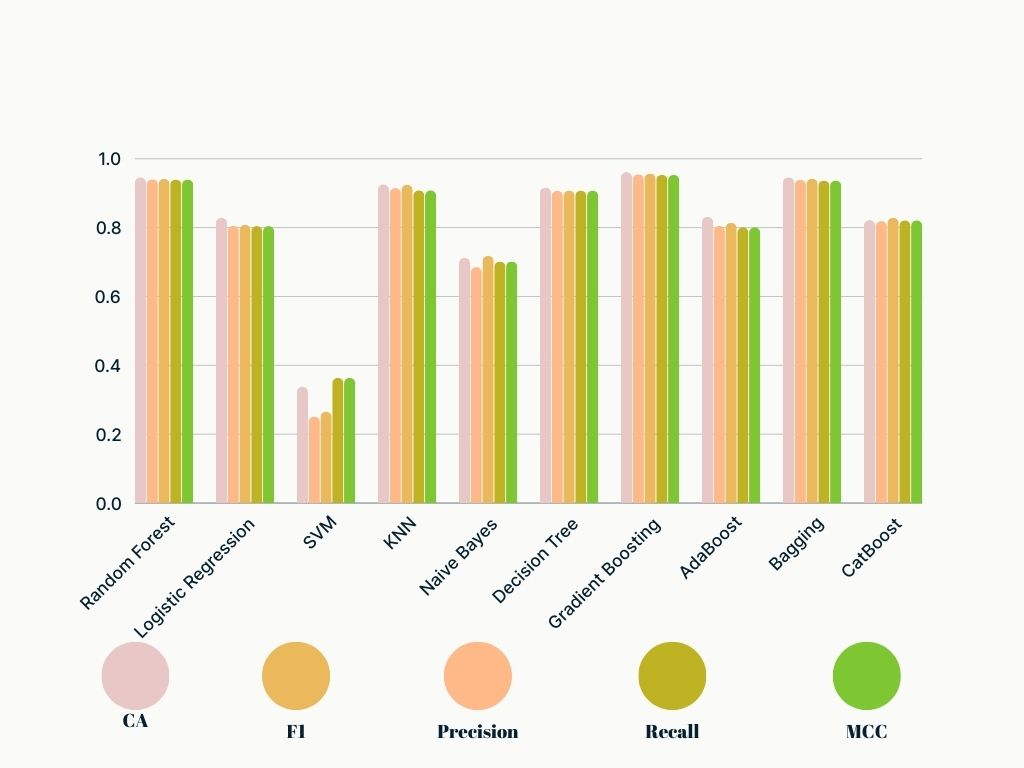 1.0
0.8
0.6
0.4
0.2
0.0
Random Forest
Logistic Regression
SVM
KNN
Naive Bayes
Decision Tree
Gradient Boosting
AdaBoost
Bagging
CatBoost
CA
F1
Precision
Recall
MCC